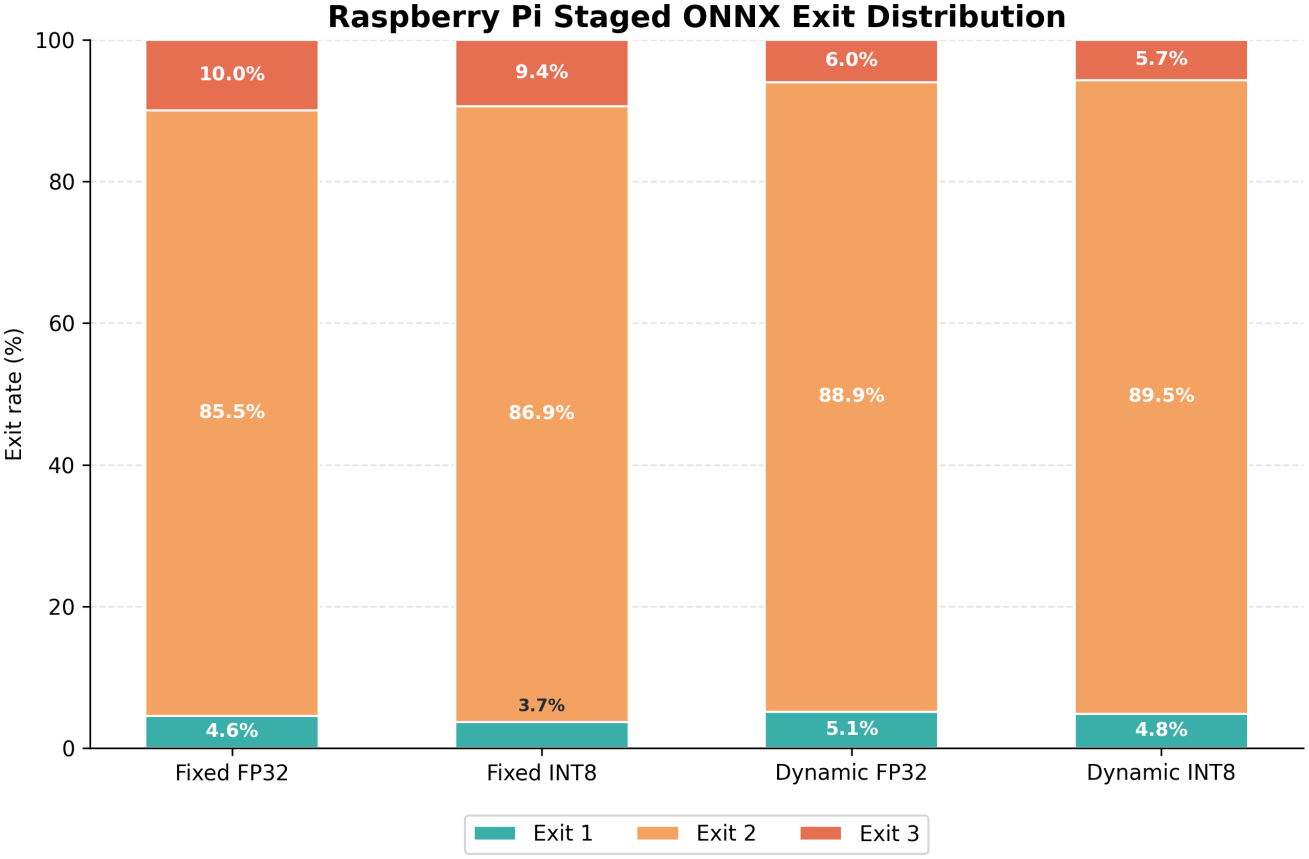 Raspberry Pi Staged ONNX Exit Distribution
Exit rate (%)
100
80
60
40
20
0
10.0%
9.4%
6.0%
5.7%
85.5%
86.9%
88.9%
89.5%
4.6%
3.7%
5.1%
4.8%
Fixed FP32
Fixed INT8
Dynamic FP32
Dynamic INT8
Exit 1
Exit 2
Exit 3